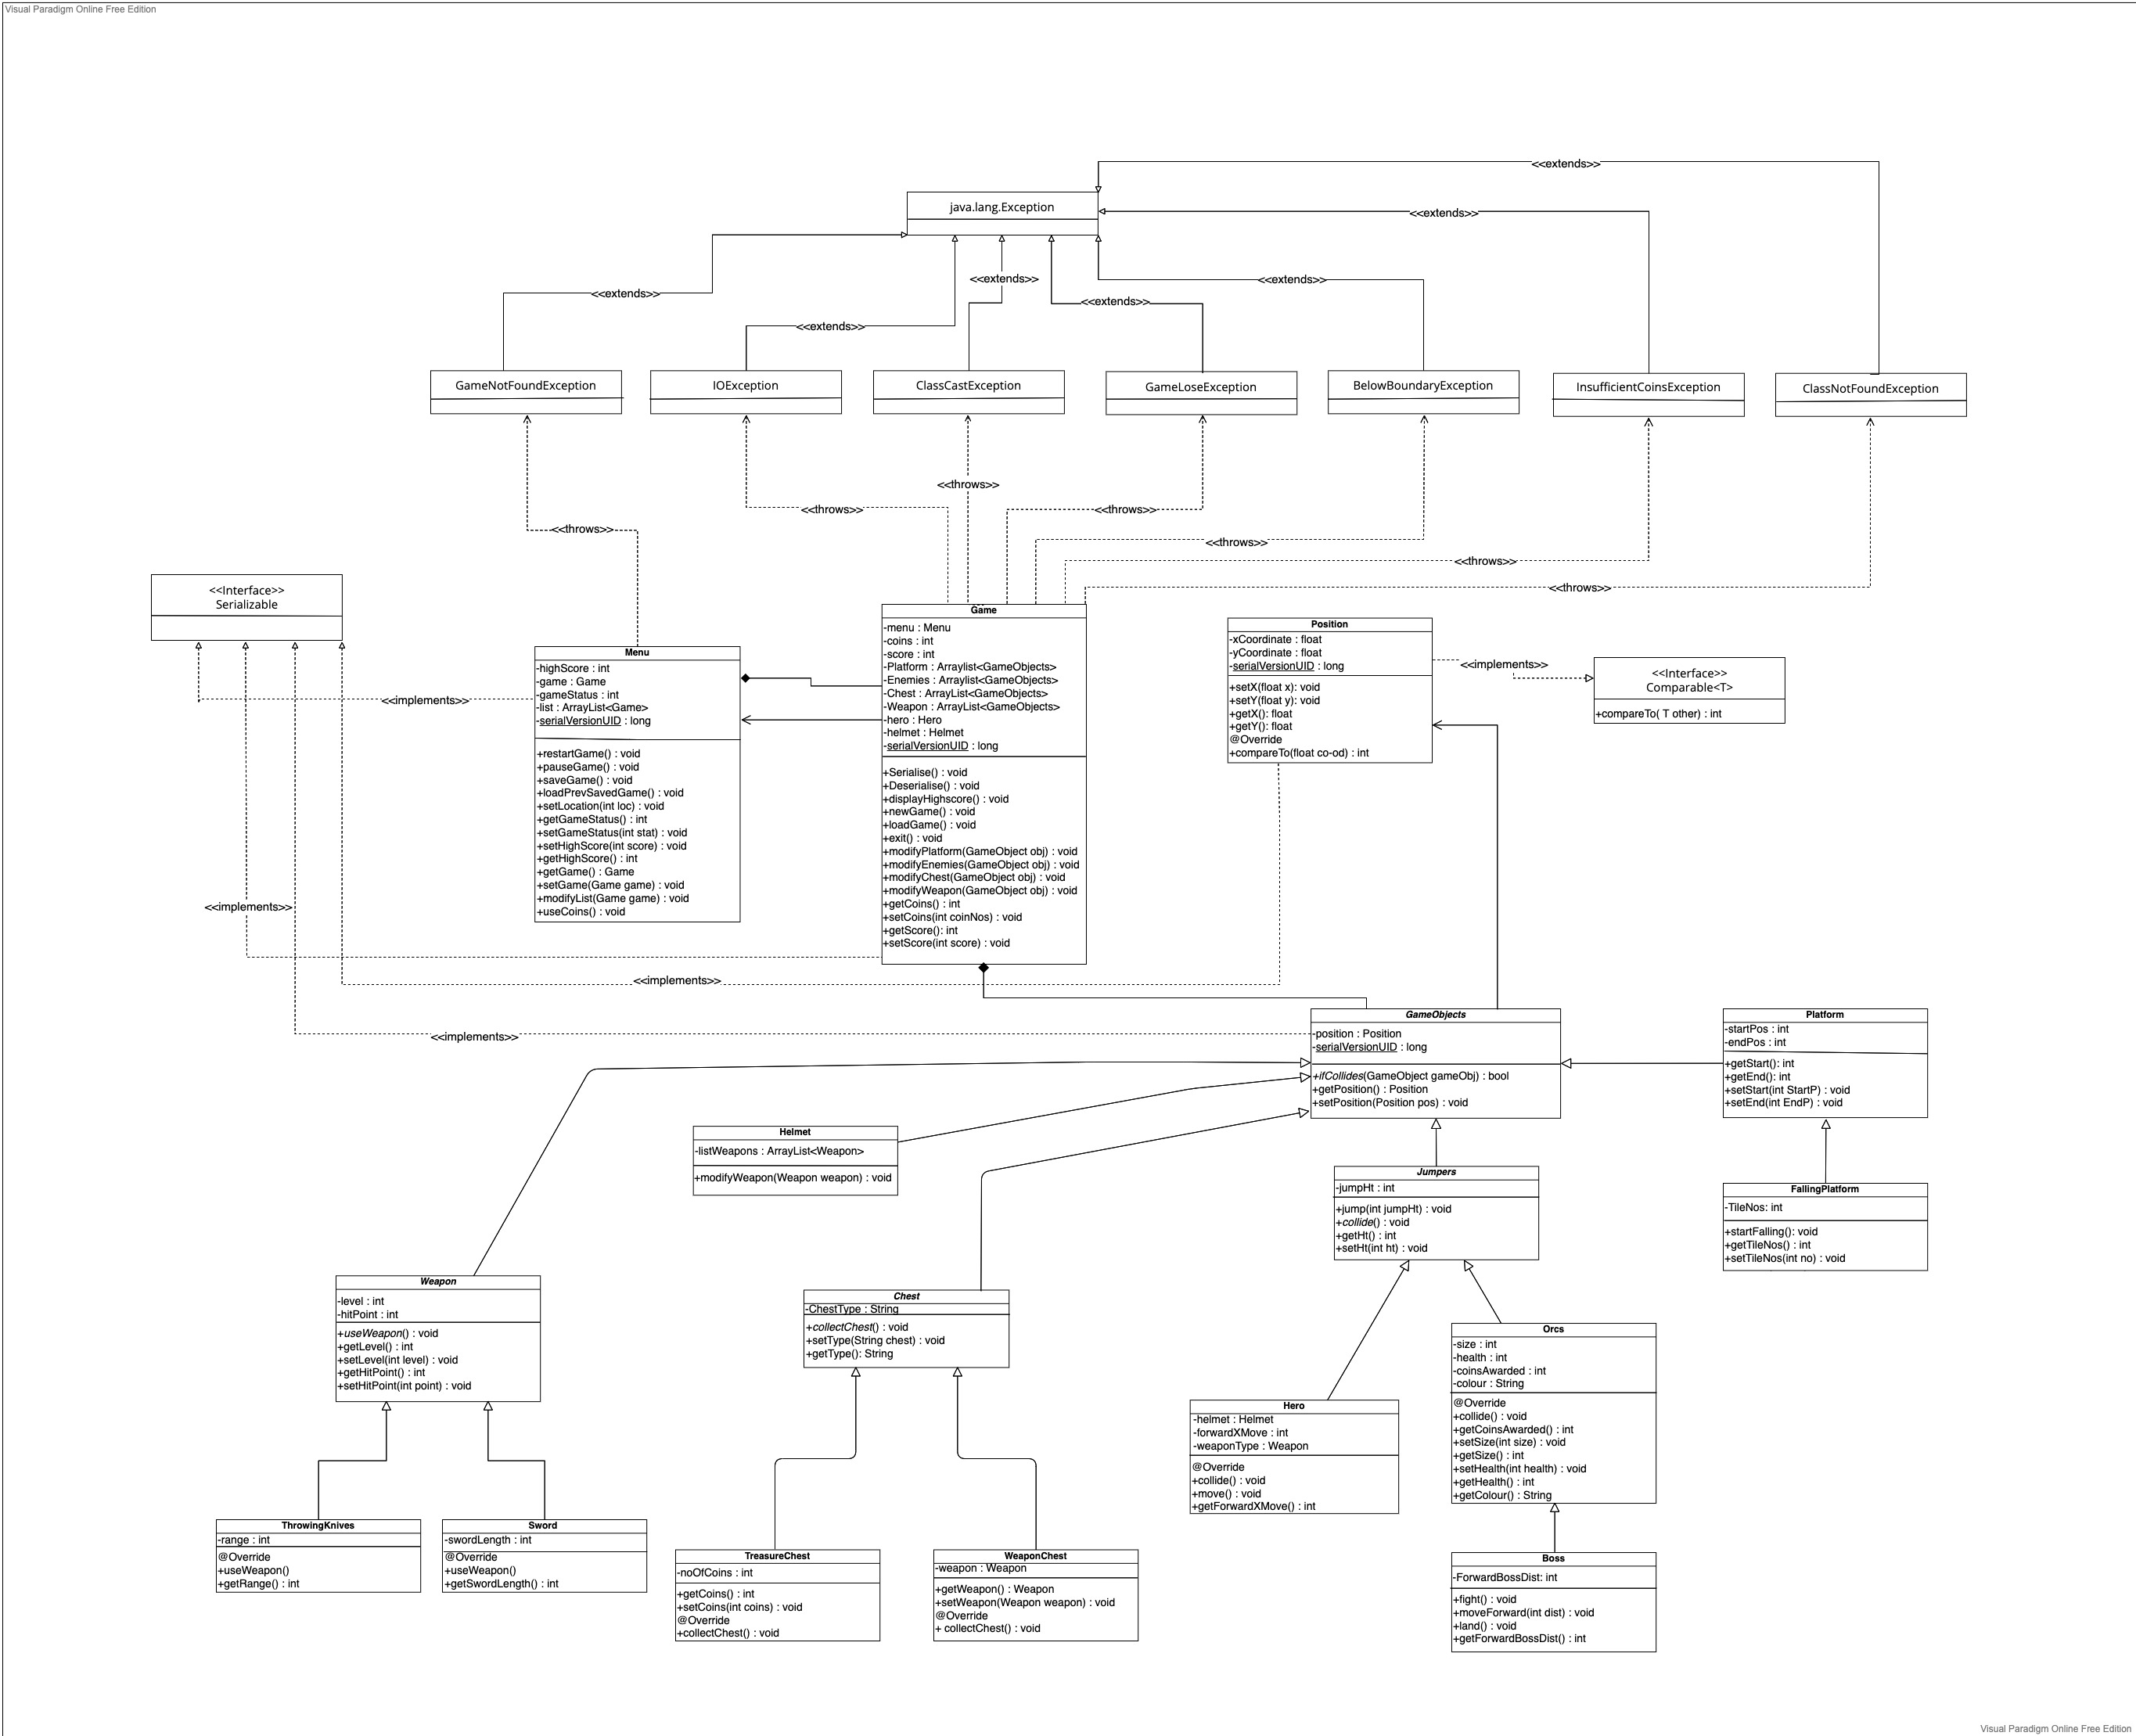 Visual Paradigm Online Free Edition
<<extends>>
java.lang.Exception
<<extends>>
<<extends>>
<<extends>>
<<extends>>
<<extends>>
<<extends>>
GameNotFoundException
IOException
ClassCastException
GameLoseException
BelowBoundaryException
InsufficientCoinsException
ClassNotFoundException
<<throws>>
<<throws>>
<<throws>>
<<throws>>
<<throws>>
<<throws>>
<<throws>>
<<Interface>>
Serializable
<<implements>>
<<implements>>
<<implements>>
<<implements>>
Menu
-highScore : int
-game : Game
-gameStatus : int
-list : ArrayList<Game>
-serialVersionUID : long
+restartGame() : void
+pauseGame() : void
+saveGame() : void
+loadPrevSavedGame() : void
+setLocation(int loc) : void
+getGameStatus() : int
+setGameStatus(int stat) : void
+setHighScore(int score) : void
+getHighScore() : int
+getGame() : Game
+setGame(Game game) : void
+modifyList(Game game) : void
+useCoins() : void
Game
-menu : Menu
-coins : int
-score : int
-Platform : Arraylist<GameObjects>
-Enemies : Arraylist<GameObjects>
-Chest : ArrayList<GameObjects>
-Weapon : ArrayList<GameObjects>
-hero : Hero
-helmet : Helmet
-serialVersionUID : long
+Serialise() : void
+Deserialise() : void
+displayHighscore() : void
+newGame() : void
+loadGame() : void
+exit() : void
+modifyPlatform(GameObject obj) : void
+modifyEnemies(GameObject obj) : void
+modifyChest(GameObject obj) : void
+modifyWeapon(GameObject obj) : void
+getCoins() : int
+setCoins(int coinNos) : void
+getScore(): int
+setScore(int score) : void
Position
-xCoordinate : float
-yCoordinate : float
-serialVersionUID : long
+setX(float x): void
+setY(float y): void
+getX(): float
+getY(): float
@Override
+compareTo(float co-od) : int
<<implements>>
<<Interface>>
Comparable<T>
+compareTo( T other) : int
GameObjects
-position : Position
-serialVersionUID : long
+ifCollides(GameObject gameObj) : bool
+getPosition() : Position
+setPosition(Position pos) : void
Platform
-startPos : int
-endPos : int
+getStart(): int
+getEnd(): int
+setStart(int StartP) : void
+setEnd(int EndP) : void
Helmet
-listWeapons : ArrayList<Weapon>
+modifyWeapon(Weapon weapon) : void
Jumpers
-jumpHt : int
+jump(int jumpHt) : void
+collide() : void
+getHt() : int
+setHt(int ht) : void
FallingPlatform
-TileNos: int
+startFalling(): void
+getTileNos() : int
+setTileNos(int no) : void
Weapon
-level : int
-hitPoint : int
+useWeapon() : void
+getLevel() : int
+setLevel(int level) : void
+getHitPoint() : int
+setHitPoint(int point) : void
Chest
-ChestType : String
+collectChest() : void
+setType(String chest) : void
+getType(): String
Orcs
-size : int
-health : int
-coinsAwarded : int
-colour : String
@Override
+collide() : void
+getCoinsAwarded() : int
+setSize(int size) : void
+getSize() : int
+setHealth(int health) : void
+getHealth() : int
+getColour() : String
Hero
-helmet : Helmet
-forwardXMove : int
-weaponType : Weapon
@Override
+collide() : void
+move() : void
+getForwardXMove() : int
ThrowingKnives
-range : int
@Override
+useWeapon()
+getRange() : int
Sword
-swordLength : int
@Override
+useWeapon()
+getSwordLength() : int
TreasureChest
-noOfCoins : int
+getCoins() : int
+setCoins(int coins) : void
@Override
+collectChest() : void
WeaponChest
-weapon : Weapon
+getWeapon() : Weapon
+setWeapon(Weapon weapon) : void
@Override
+ collectChest() : void
Boss
-ForwardBossDist: int
+fight() : void
+moveForward(int dist) : void
+land() : void
+getForwardBossDist() : int
Visual Paradigm Online Free Edition